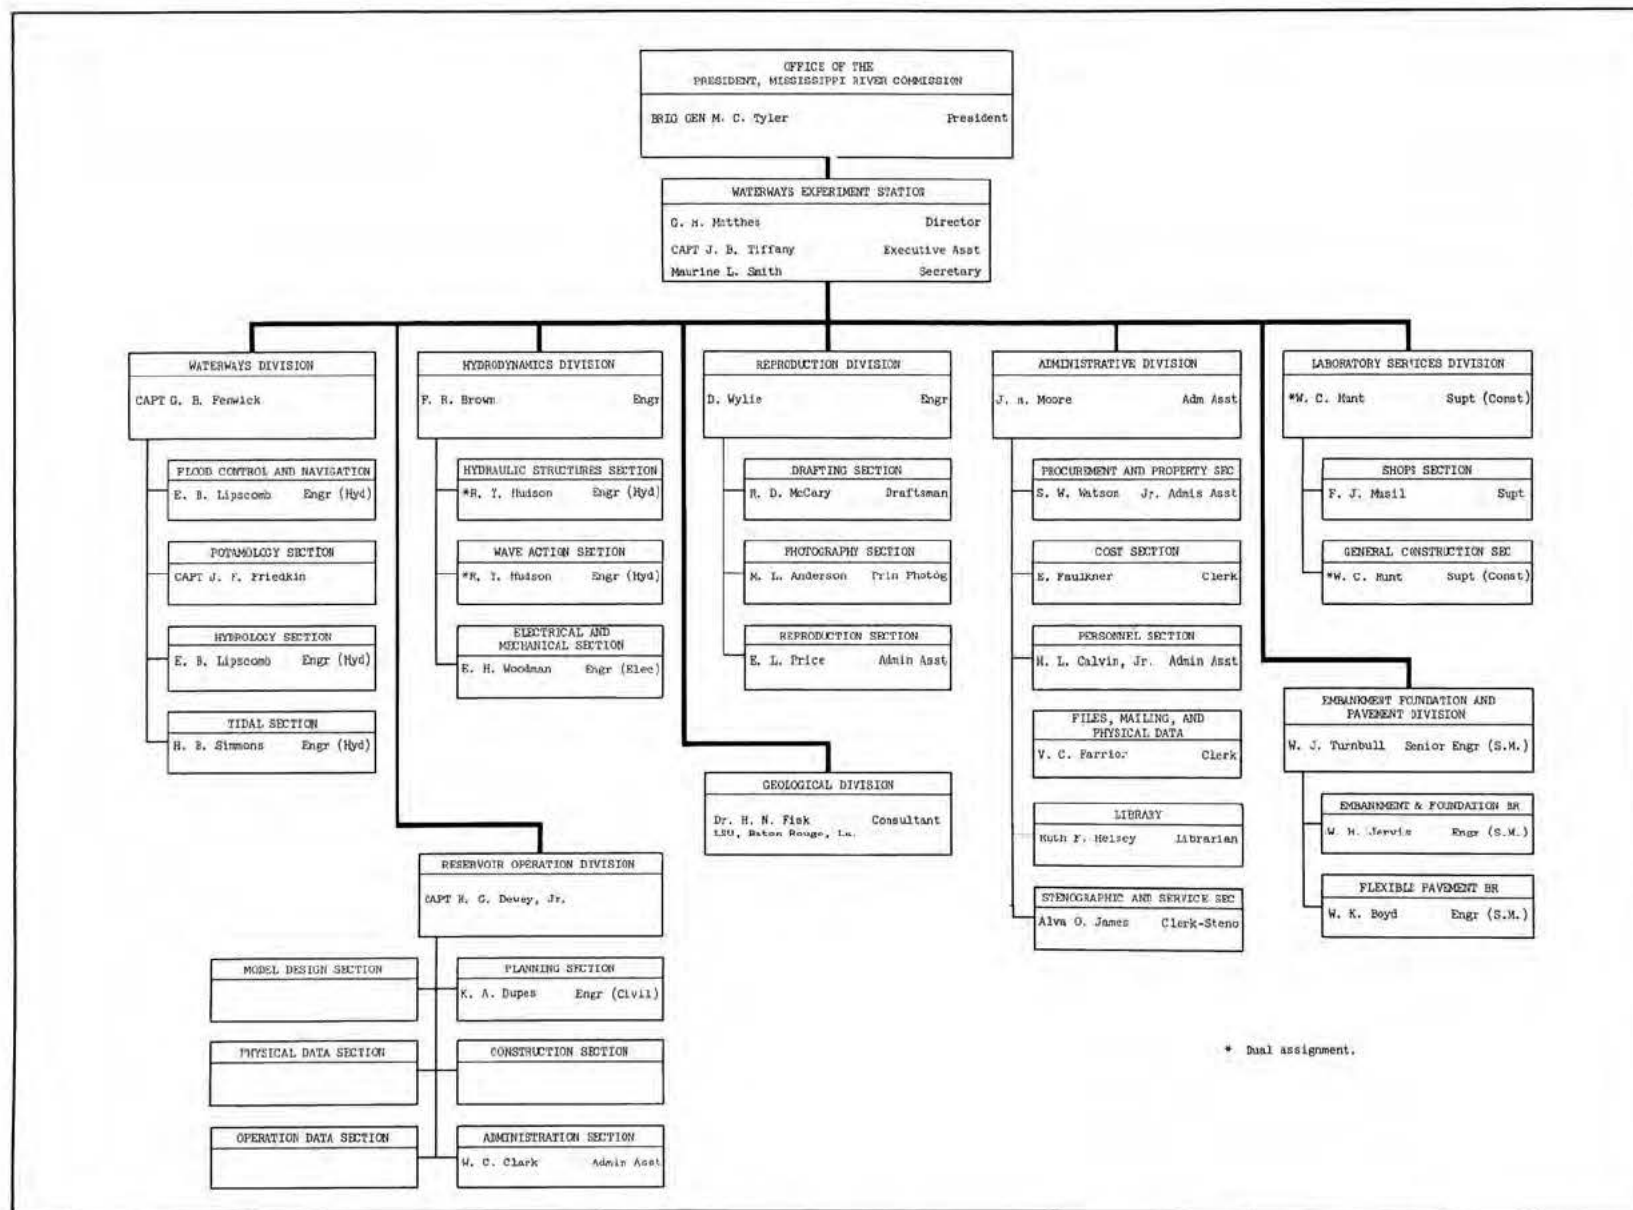 OFFICE OF THE
PRESIDENT, MISSISSIPPI RIVER COMMISSION
BRIG GEN M. C. Tyler President
WATERWAYS EXPERIMENT STATION
G. H. Matthes Director
CAPT J. B. Tiffany Executive Asst
Maurine L. Smith Secretary
WATERWAYS DIVISION
CAPT G. B. Fenwick
FLOOD CONTROL AND NAVIGATION
E. B. Lipscomb Engr (Hyd)
POTAMOLOGY SECTION
CAPT J. F. Friedkin
HYDROLOGY SECTION
E. B. Lipscomb Engr (Hyd)
TIDAL SECTION
H. B. Simmons Engr (Hyd)
HYDRODYNAMICS DIVISION
F. R. Brown Engr
HYDRAULIC STRUCTURES SECTION
*R. Y. Hudson Engr (Hyd)
WAVE ACTION SECTION
*R. Y. Hudson Engr (Hyd)
ELECTRICAL AND
MECHANICAL SECTION
E. H. Woodman Engr (Elec)
REPRODUCTION DIVISION
D. Wylie Engr
DRAFTING SECTION
R. D. McCary Draftsman
PHOTOGRAPHY SECTION
M. L. Anderson Prin Photog
REPRODUCTION SECTION
E. L. Price Admin Asst
ADMINISTRATIVE DIVISION
J. Moore Adm Asst
PROCUREMENT AND PROPERTY SEC
S. W. Watson Jr. Admis Asst
COST SECTION
E. Faulkner Clerk
PERSONNEL SECTION
M. L. Calvin, Jr. Admin Asst
FILES, MAILING, AND
PHYSICAL DATA
V. C. Farrior Clerk
LIBRARY
Ruth F. Helsey Librarian
STENOGRAPHIC AND SERVICE SEC
Alva O. James Clerk-Steno
LABORATORY SERVICES DIVISION
*W. C. Hunt Supt (Const)
SHOPS SECTION
F. J. Musil Supt
GENERAL CONSTRUCTION SEC
*W. C. Hunt Supt (Const)
EMBANKMENT FOUNDATION AND
PAVEMENT DIVISION
W. J. Turnbull Senior Engr (S.M.)
EMBANKMENT & FOUNDATION BR
W. H. Jervis Engr (S.M.)
FLEXIBLE PAVEMENT BR
W. K. Boyd Engr (S.M.)
GEOLOGICAL DIVISION
Dr. H. N. Fisk Consultant
LSU, Baton Rouge, La.
RESERVOIR OPERATION DIVISION
CAPT H. G. Dewey, Jr.
MODEL DESIGN SECTION
PLANNING SECTION
K. A. Dupes Engr (Civil)
PHYSICAL DATA SECTION
CONSTRUCTION SECTION
OPERATION DATA SECTION
ADMINISTRATION SECTION
W. C. Clark Admin Asst
* Dual assignment.